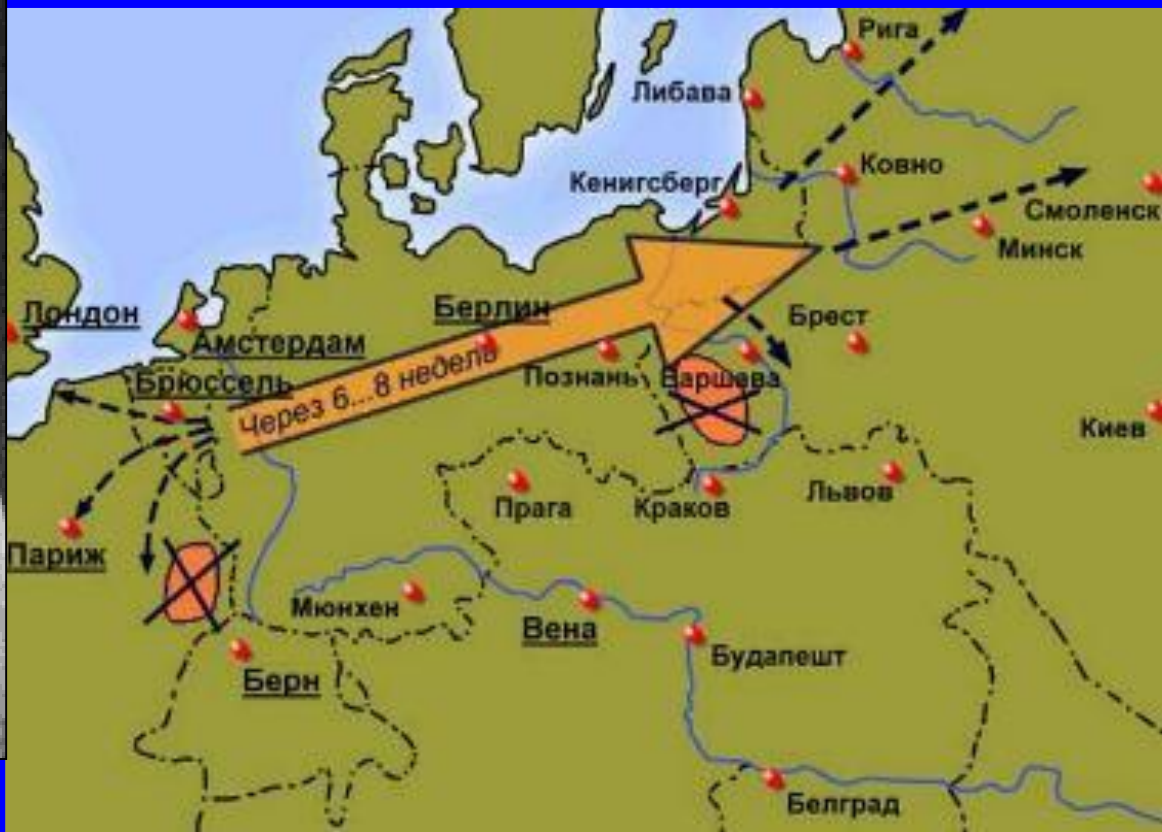 Рига
Либава
Ковно
Кенигсберг
Смоленск
Минск
Лондон
Берлин
Брест
Амстердам
Через 6...8 недель
Познань
Варшава
Брюссель
Киев
Прага
Краков
Львов
Париж
Мюнхен
Вена
Будапешт
Берн
Белград